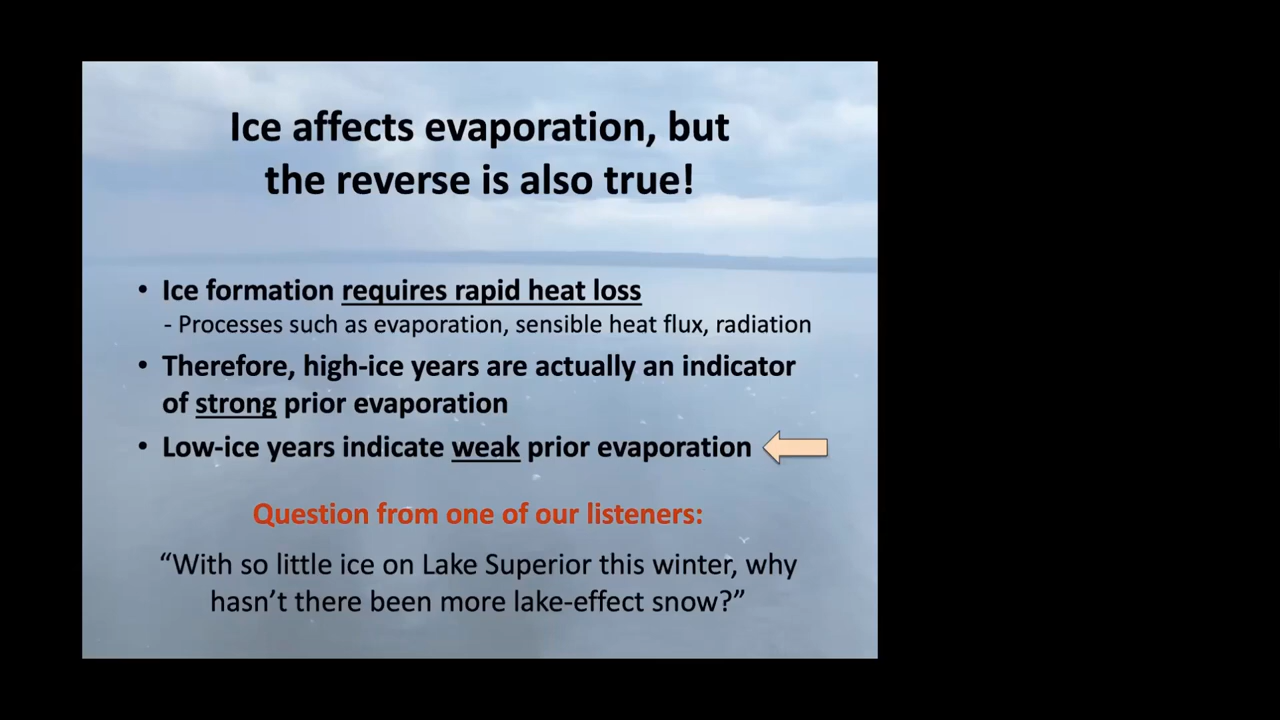 Ice affects evaporation, but
the reverse is also true!
• Ice formation requires rapid heat loss
- Processes such as evaporation, sensible heat flux, radiation
• Therefore, high-ice years are actually an indicator
of strong prior evaporation
• Low-ice years indicate weak prior evaporation
Question from one of our listeners:
“With so little ice on Lake Superior this winter, why
hasn’t there been more lake-effect snow?”